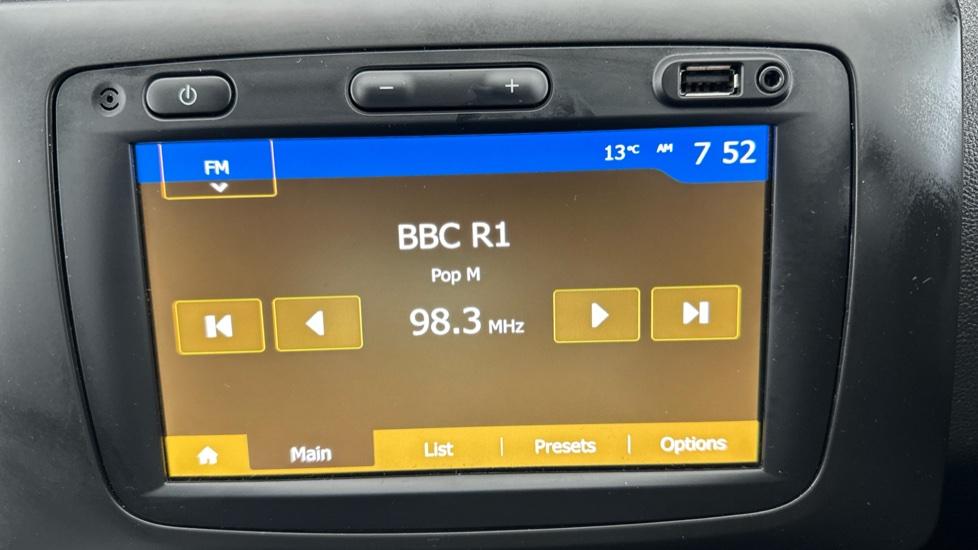 FM
13°C AM 7 52
BBC R1
Pop M
98.3 MHz
Main List Presets Options